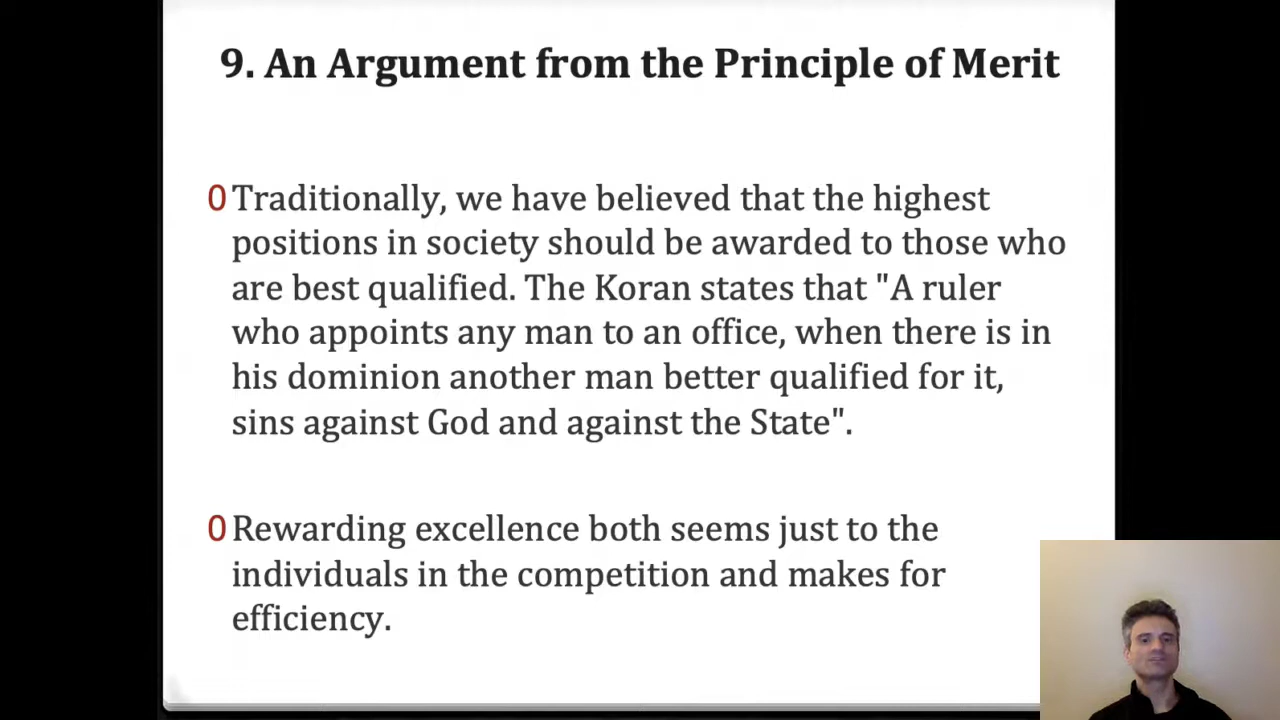 9. An Argument from the Principle of Merit
0 Traditionally, we have believed that the highest
positions in society should be awarded to those who
are best qualified. The Koran states that "A ruler
who appoints any man to an office, when there is in
his dominion another man better qualified for it,
sins against God and against the State".
0 Rewarding excellence both seems just to the
individuals in the competition and makes for
efficiency.